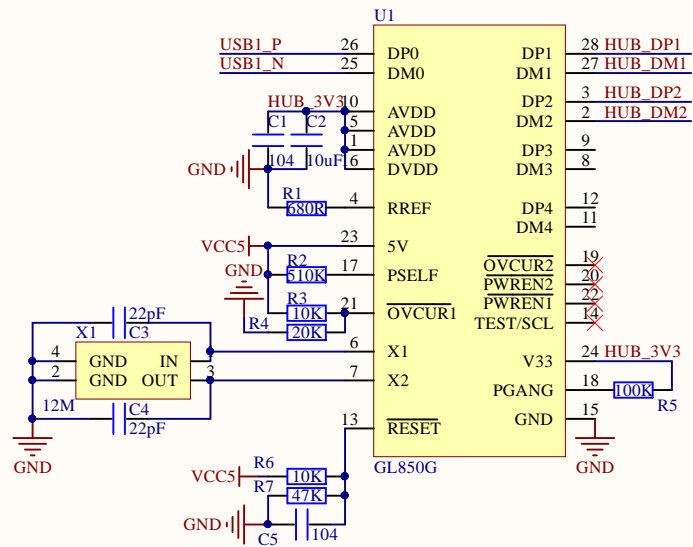 U1
USB1_P 26 DP0 DP1 28 HUB_DP1
USB1_N 25 DM0 DM1 27 HUB_DM1
HUB_3V3 10 AVDD DP2 3 HUB_DP2
C1 C2 5 AVDD DM2 2 HUB_DM2
GND 104 10uF 1 AVDD DP3 9
16 DVDD DM3 8
R1 680R 4 RREF DP4 12
DM4 11
VCC5 23 5V
GND R2 510K 17 PSELF OVCUR2 19
PWREN2 20
R3 10K 21 OVCUR1 PWREN1 22
R4 20K TEST/SCL 14
22pF
X1 C3
4 GND IN 1 6 X1 V33 24 HUB_3V3
2 GND OUT 3 7 X2 PGANG 18 100K R5
12M C4
22pF 13 RESET GND 15
GND GL850G GND
VCC5 R6 10K
R7 47K
GND C5 104